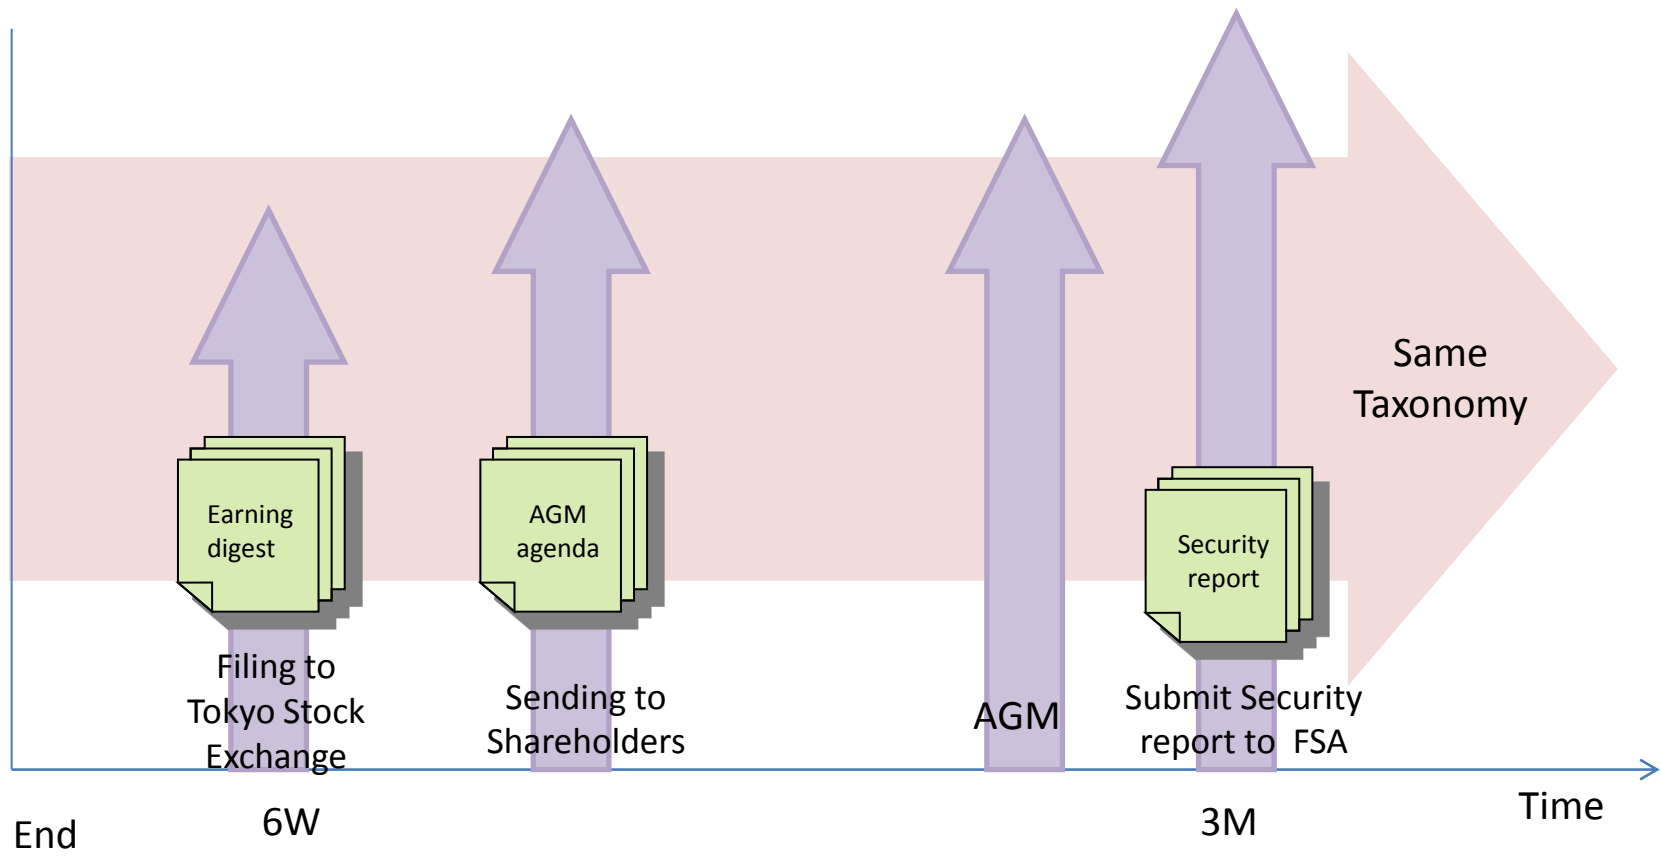 Same
Taxonomy
Earning
digest
AGM
agenda
Security
report
Filing to
Tokyo Stock
Exchange
Sending to
Shareholders
AGM
Submit Security
report to FSA
End
6W
3M
Time